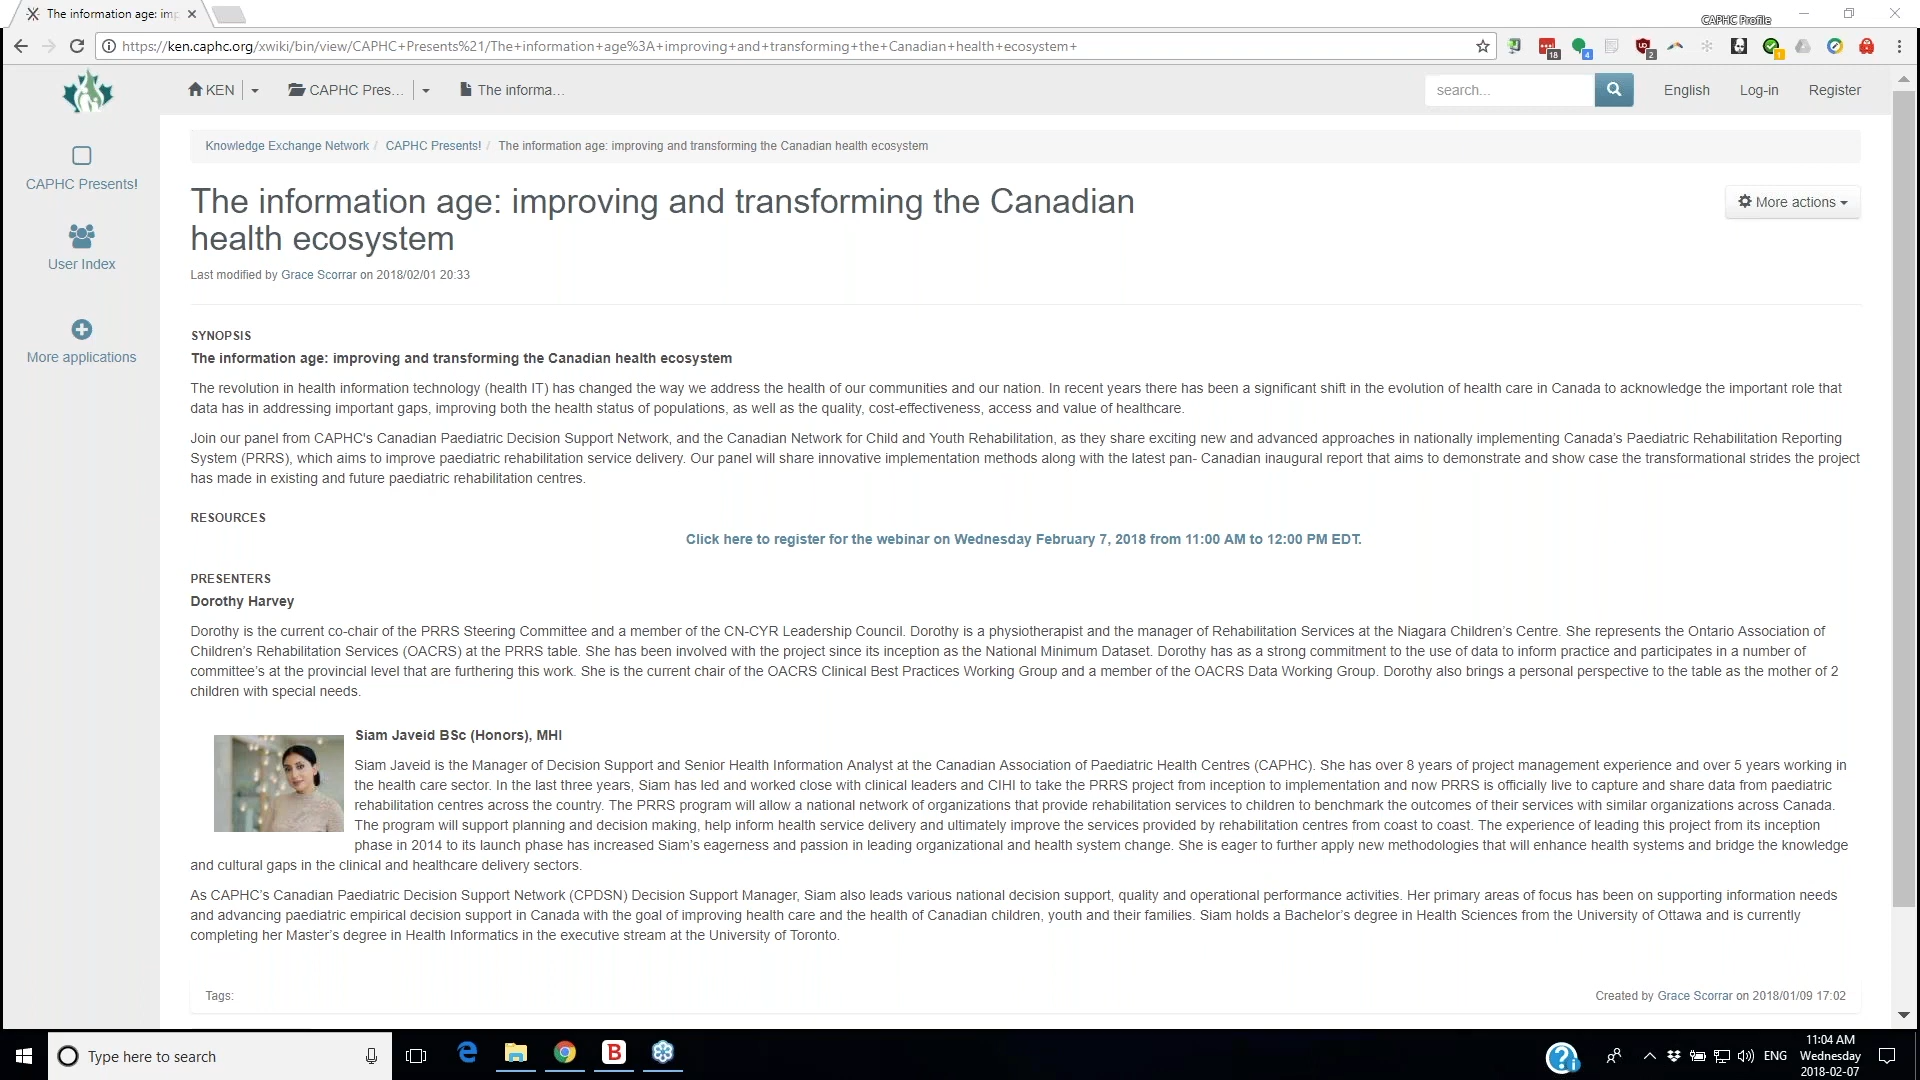 The information age: imp
CAPHC Profile
https://ken.caphc.org/xwiki/bin/view/CAPHC+Presents%21/The+information+age%3A+improving+and+transforming+the+Canadian+health+ecosystem+
18
4
2
1
KEN
CAPHC Pres...
The informa...
search...
English
Log-in
Register
CAPHC Presents!
User Index
More applications
Knowledge Exchange Network / CAPHC Presents! / The information age: improving and transforming the Canadian health ecosystem
The information age: improving and transforming the Canadian
health ecosystem
More actions
Last modified by Grace Scorrar on 2018/02/01 20:33
SYNOPSIS
The information age: improving and transforming the Canadian health ecosystem
The revolution in health information technology (health IT) has changed the way we address the health of our communities and our nation. In recent years there has been a significant shift in the evolution of health care in Canada to acknowledge the important role that
data has in addressing important gaps, improving both the health status of populations, as well as the quality, cost-effectiveness, access and value of healthcare.
Join our panel from CAPHC's Canadian Paediatric Decision Support Network, and the Canadian Network for Child and Youth Rehabilitation, as they share exciting new and advanced approaches in nationally implementing Canada's Paediatric Rehabilitation Reporting
System (PRRS), which aims to improve paediatric rehabilitation service delivery. Our panel will share innovative implementation methods along with the latest pan- Canadian inaugural report that aims to demonstrate and show case the transformational strides the project
has made in existing and future paediatric rehabilitation centres.
RESOURCES
Click here to register for the webinar on Wednesday February 7, 2018 from 11:00 AM to 12:00 PM EDT.
PRESENTERS
Dorothy Harvey
Dorothy is the current co-chair of the PRRS Steering Committee and a member of the CN-CYR Leadership Council. Dorothy is a physiotherapist and the manager of Rehabilitation Services at the Niagara Children's Centre. She represents the Ontario Association of
Children's Rehabilitation Services (OACRS) at the PRRS table. She has been involved with the project since its inception as the National Minimum Dataset. Dorothy has as a strong commitment to the use of data to inform practice and participates in a number of
committee's at the provincial level that are furthering this work. She is the current chair of the OACRS Clinical Best Practices Working Group and a member of the OACRS Data Working Group. Dorothy also brings a personal perspective to the table as the mother of 2
children with special needs.
Siam Javeid BSc (Honors), MHI
Siam Javeid is the Manager of Decision Support and Senior Health Information Analyst at the Canadian Association of Paediatric Health Centres (CAPHC). She has over 8 years of project management experience and over 5 years working in
the health care sector. In the last three years, Siam has led and worked close with clinical leaders and CIHI to take the PRRS project from inception to implementation and now PRRS is officially live to capture and share data from paediatric
rehabilitation centres across the country. The PRRS program will allow a national network of organizations that provide rehabilitation services to children to benchmark the outcomes of their services with similar organizations across Canada.
The program will support planning and decision making, help inform health service delivery and ultimately improve the services provided by rehabilitation centres from coast to coast. The experience of leading this project from its inception
phase in 2014 to its launch phase has increased Siam's eagerness and passion in leading organizational and health system change. She is eager to further apply new methodologies that will enhance health systems and bridge the knowledge
and cultural gaps in the clinical and healthcare delivery sectors.
As CAPHC's Canadian Paediatric Decision Support Network (CPDSN) Decision Support Manager, Siam also leads various national decision support, quality and operational performance activities. Her primary areas of focus has been on supporting information needs
and advancing paediatric empirical decision support in Canada with the goal of improving health care and the health of Canadian children, youth and their families. Siam holds a Bachelor's degree in Health Sciences from the University of Ottawa and is currently
completing her Master's degree in Health Informatics in the executive stream at the University of Toronto.
Tags:
Created by Grace Scorrar on 2018/01/09 17:02
Type here to search
B
ENG
11:04 AM
Wednesday
2018-02-07